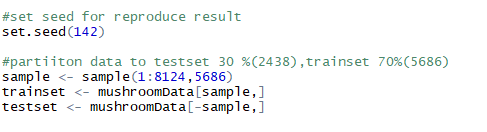 #set seed for reproduce result
set.seed(142)
#partiiton data to testset 30 %(2438),trainset 70%(5686)
sample <- sample(1:8124,5686)
trainset <- mushroomData[sample,]
testset <- mushroomData[-sample,]